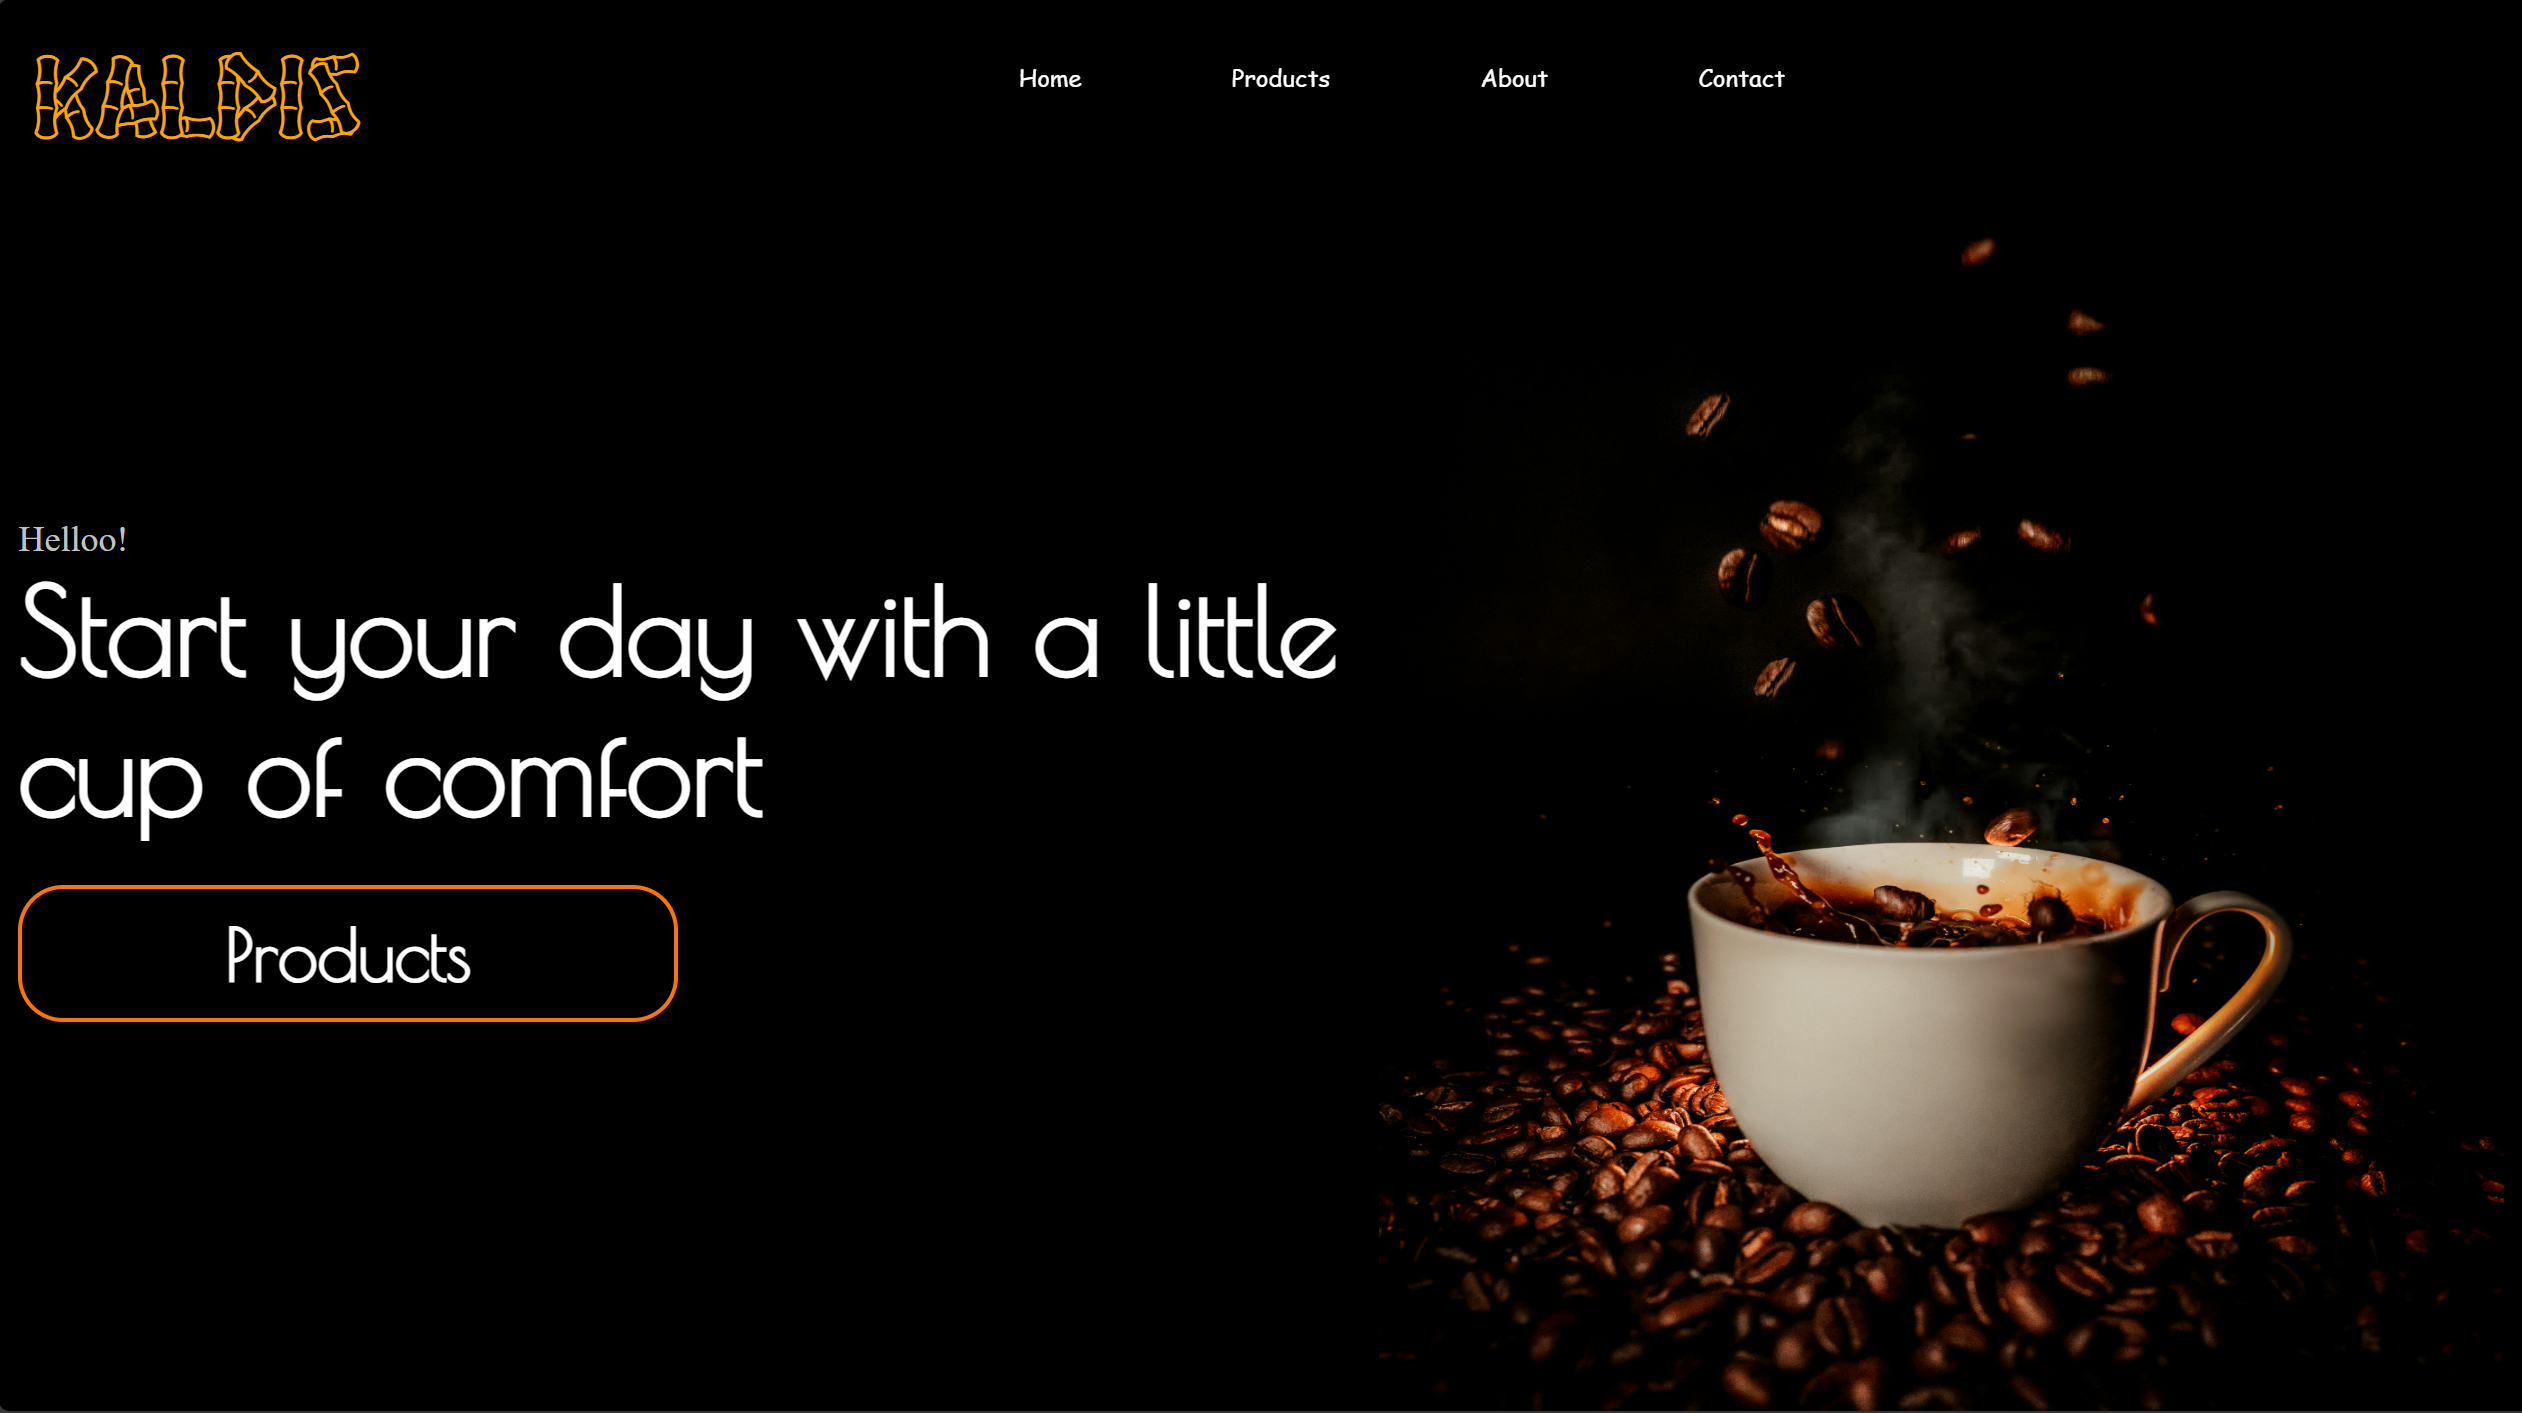 KALDIS
Home Products About Contact
Helloo!
Start your day with a little
cup of comfort
Products